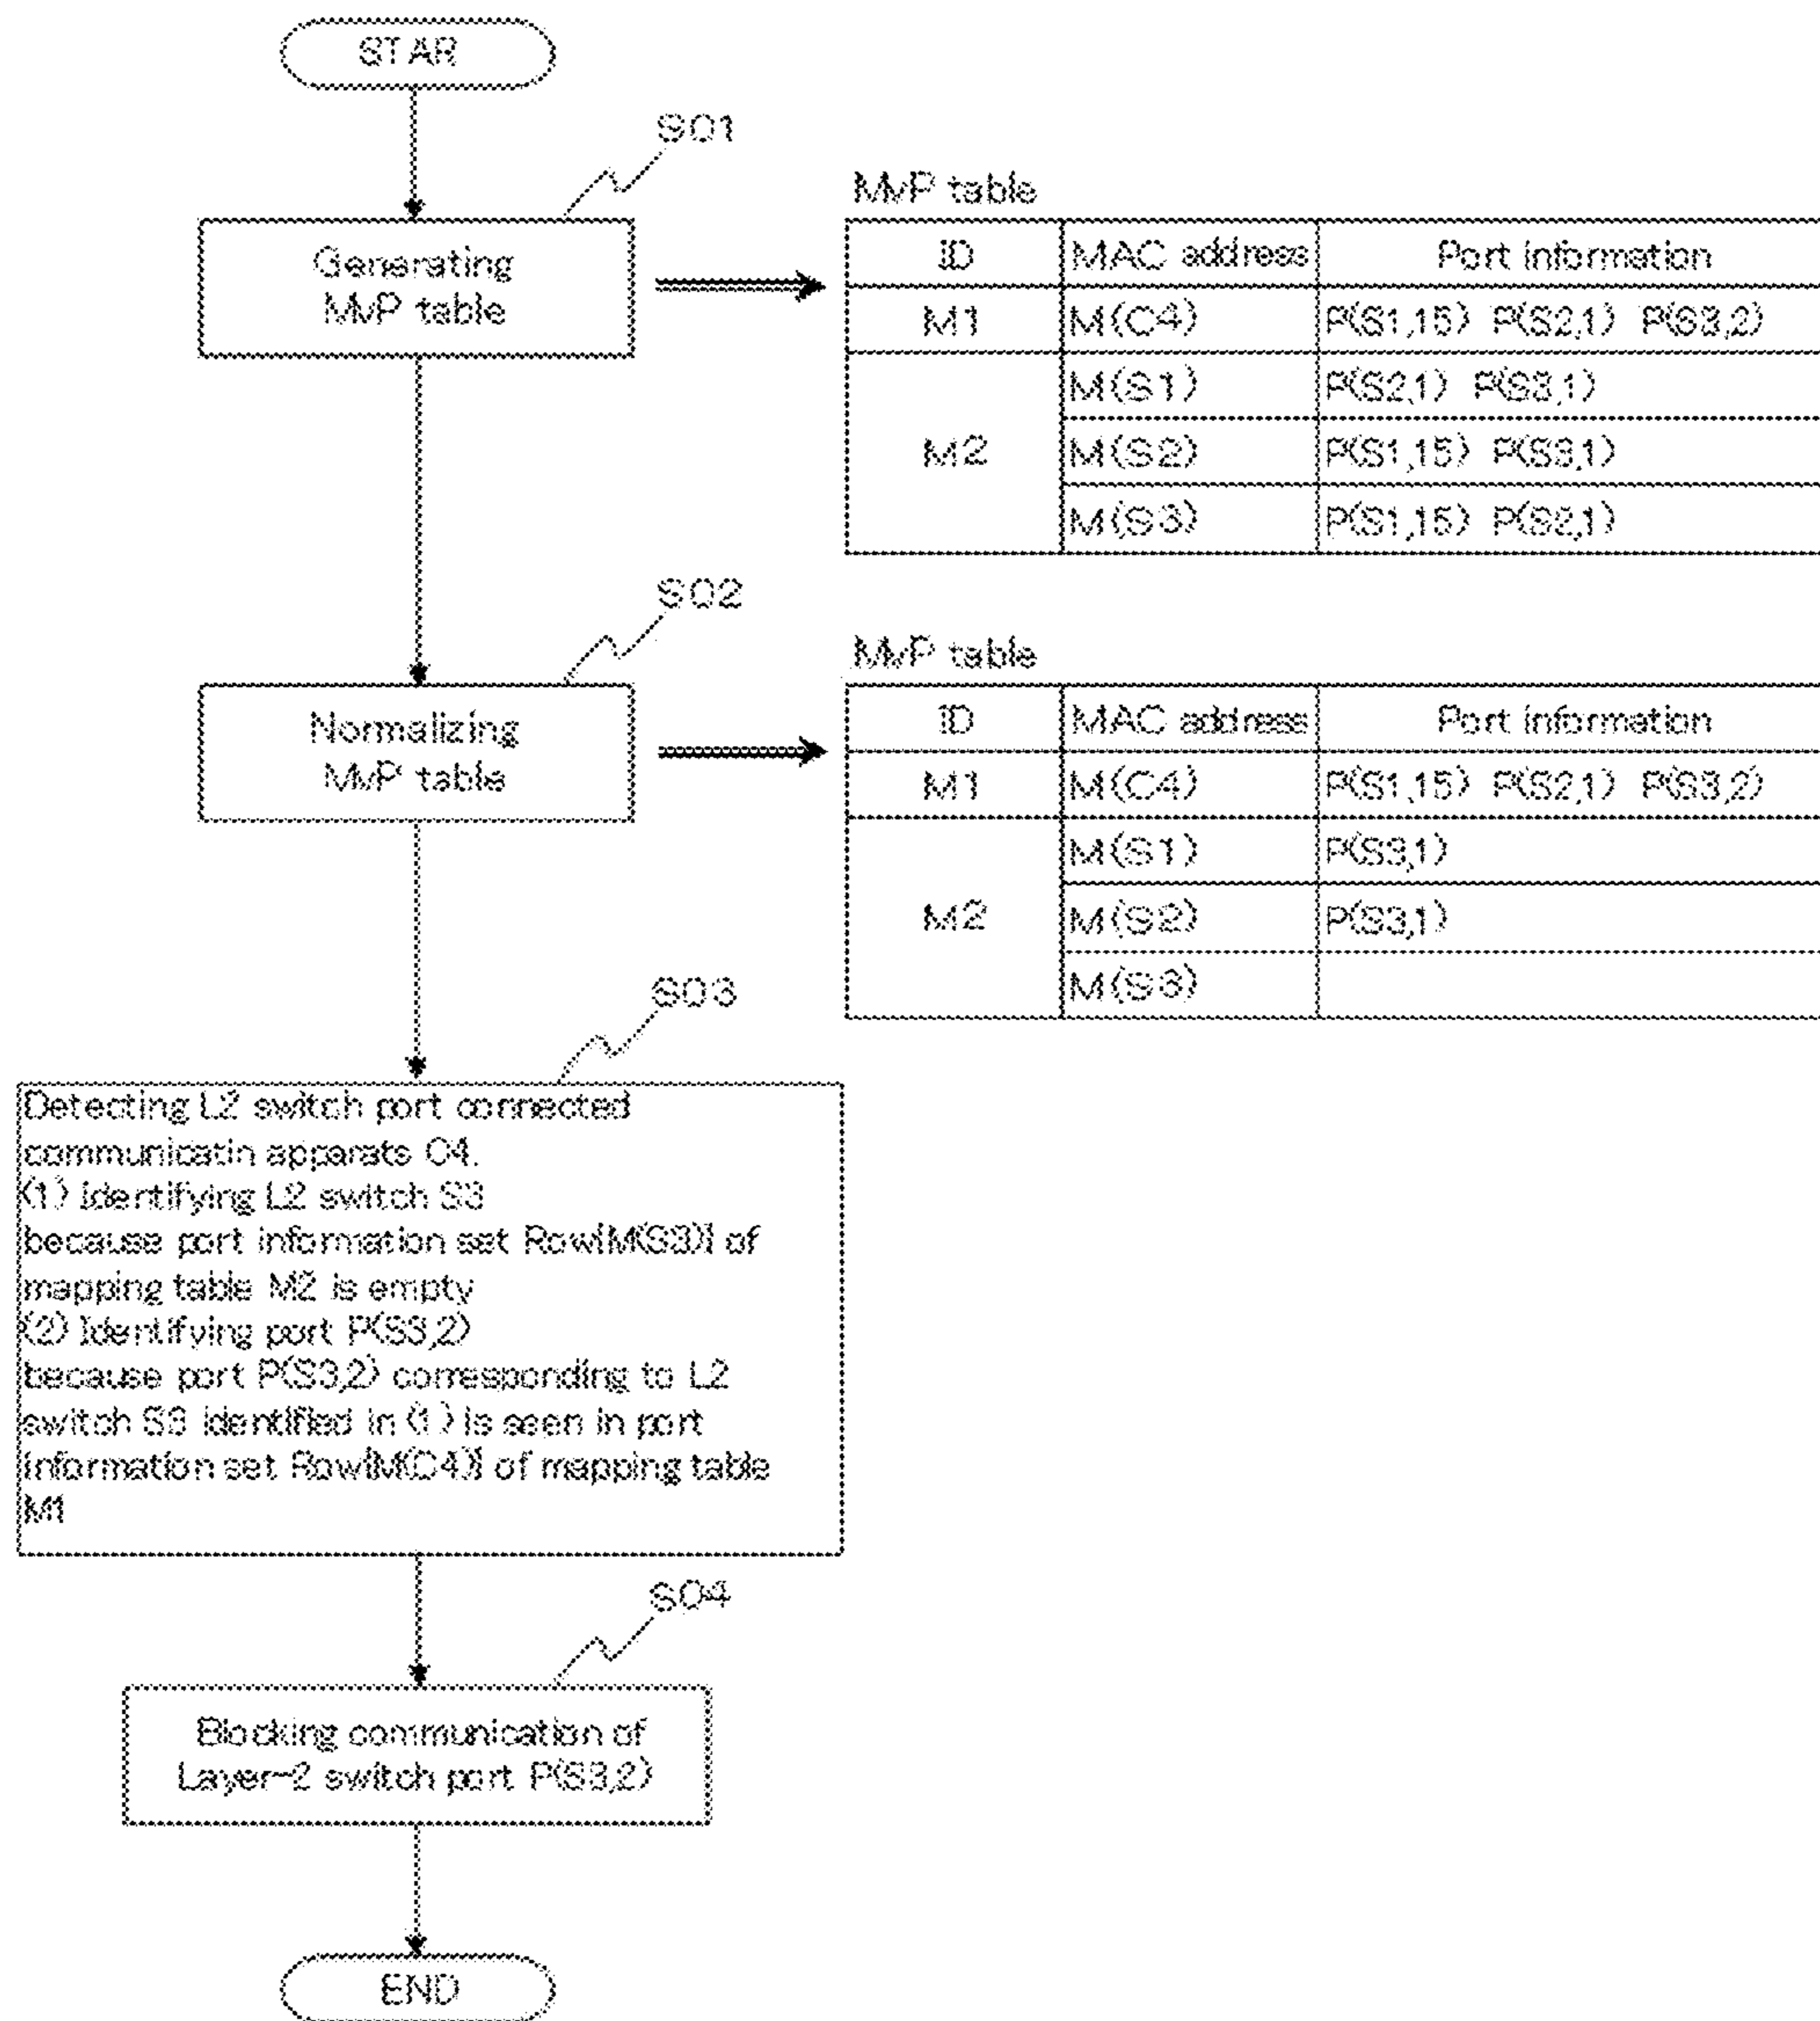 STAR
S01
Generating
MvP table
MvP table
ID MAC address Port information
M1 M(C4) P(S1,15) P(S2,1) P(S3,2)
M2
M(S1) P(S2,1) P(S3,1)
M(S2) P(S1,15) P(S3,1)
M(S3) P(S1,15) P(S2,1)
S02
Normalizing
MvP table
MvP table
ID MAC address Port information
M1 M(C4) P(S1,15) P(S2,1) P(S3,2)
M2
M(S1) P(S3,1)
M(S2) P(S3,1)
M(S3)
S03
Detecting L2 switch port connected
communicatin apparats C4.
(1) Identifying L2 switch S3
because port information set Row[M(S3)] of
mapping table M2 is empty
(2) Identifying port P(S3,2)
because port P(S3,2) corresponding to L2
switch S3 identified in (1) is seen in port
information set Row[M(C4)] of mapping table
M1
S04
Blocking communication of
Layer-2 switch port P(S3,2)
END